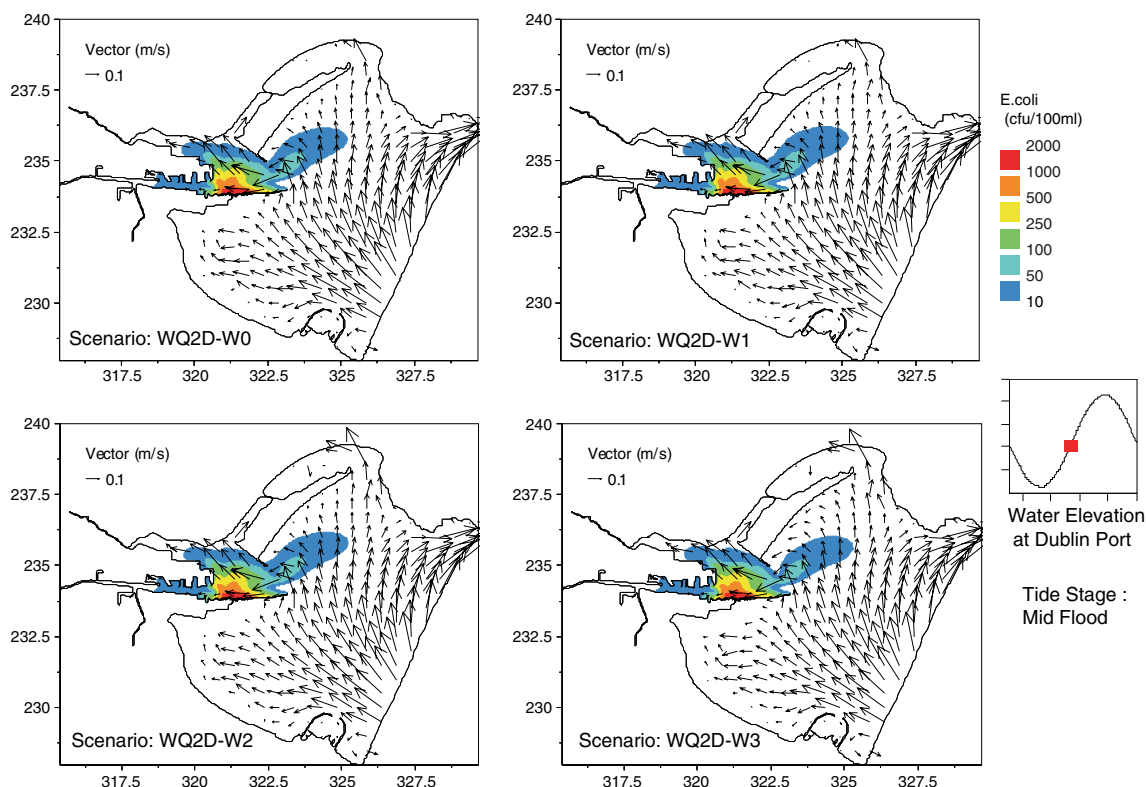 240
237.5
235
232.5
230
Vector (m/s)
0.1
Scenario: WQ2D-W0
317.5 320 322.5 325 327.5
240
237.5
235
232.5
230
Vector (m/s)
0.1
Scenario: WQ2D-W1
317.5 320 322.5 325 327.5
E.coli
(cfu/100ml)
2000
1000
500
250
100
50
10
240
237.5
235
232.5
230
Vector (m/s)
0.1
Scenario: WQ2D-W2
317.5 320 322.5 325 327.5
240
237.5
235
232.5
230
Vector (m/s)
0.1
Scenario: WQ2D-W3
317.5 320 322.5 325 327.5
Water Elevation
at Dublin Port
Tide Stage :
Mid Flood